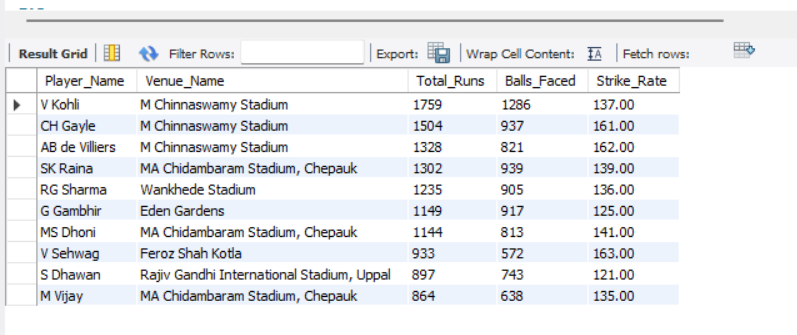 Result Grid Filter Rows: Export: Wrap Cell Content: Fetch rows:
Player_Name Venue_Name Total_Runs Balls_Faced Strike_Rate
V Kohli M Chinnaswamy Stadium 1759 1286 137.00
CH Gayle M Chinnaswamy Stadium 1504 937 161.00
AB de Villiers M Chinnaswamy Stadium 1328 821 162.00
SK Raina MA Chidambaram Stadium, Chepauk 1302 939 139.00
RG Sharma Wankhede Stadium 1235 905 136.00
G Gambhir Eden Gardens 1149 917 125.00
MS Dhoni MA Chidambaram Stadium, Chepauk 1144 813 141.00
V Sehwag Feroz Shah Kotla 933 572 163.00
S Dhawan Rajiv Gandhi International Stadium, Uppal 897 743 121.00
M Vijay MA Chidambaram Stadium, Chepauk 864 638 135.00